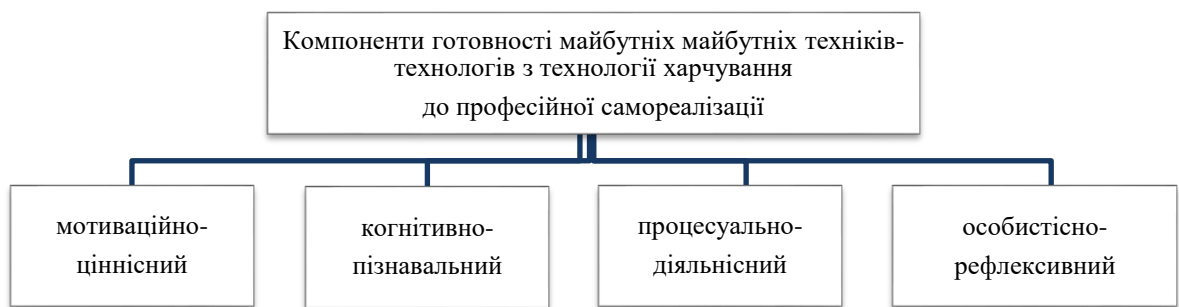 Компоненти готовності майбутніх майбутніх техніків-
технологів з технології харчування
до професійної самореалізації
мотиваційно-
ціннісний
когнітивно-
пізнавальний
процесуально-
діяльнісний
особистісно-
рефлексивний